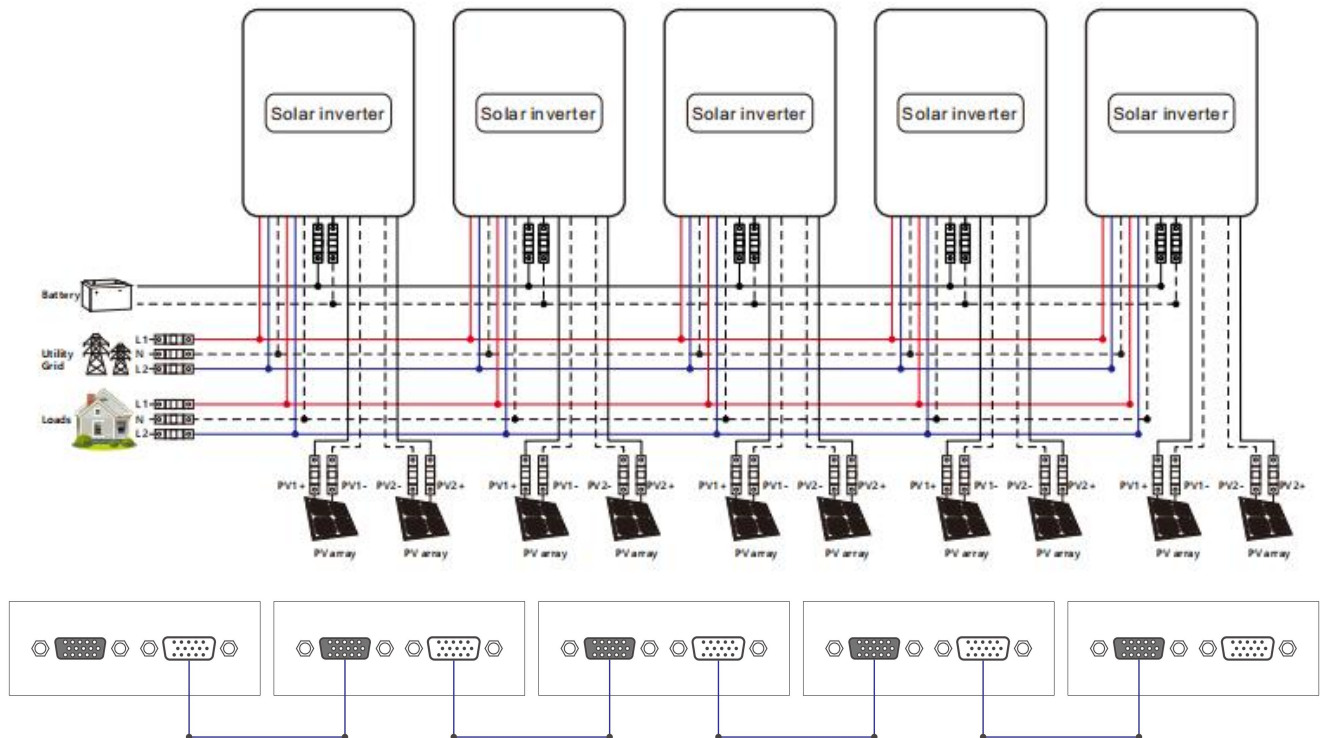 Solar inverter
Solar inverter
Solar inverter
Solar inverter
Solar inverter
Battery
Utility
Grid
L1
N
L2
Loads
L1
N
L2
PV1+
PV1-
PV2-
PV2+
PV1+
PV1-
PV2-
PV2+
PV1+
PV1-
PV2-
PV2+
PV1+
PV1-
PV2-
PV2+
PV1+
PV1-
PV2-
PV2+
PV array
PV array
PV array
PV array
PV array
PV array
PV array
PV array
PV array
PV array